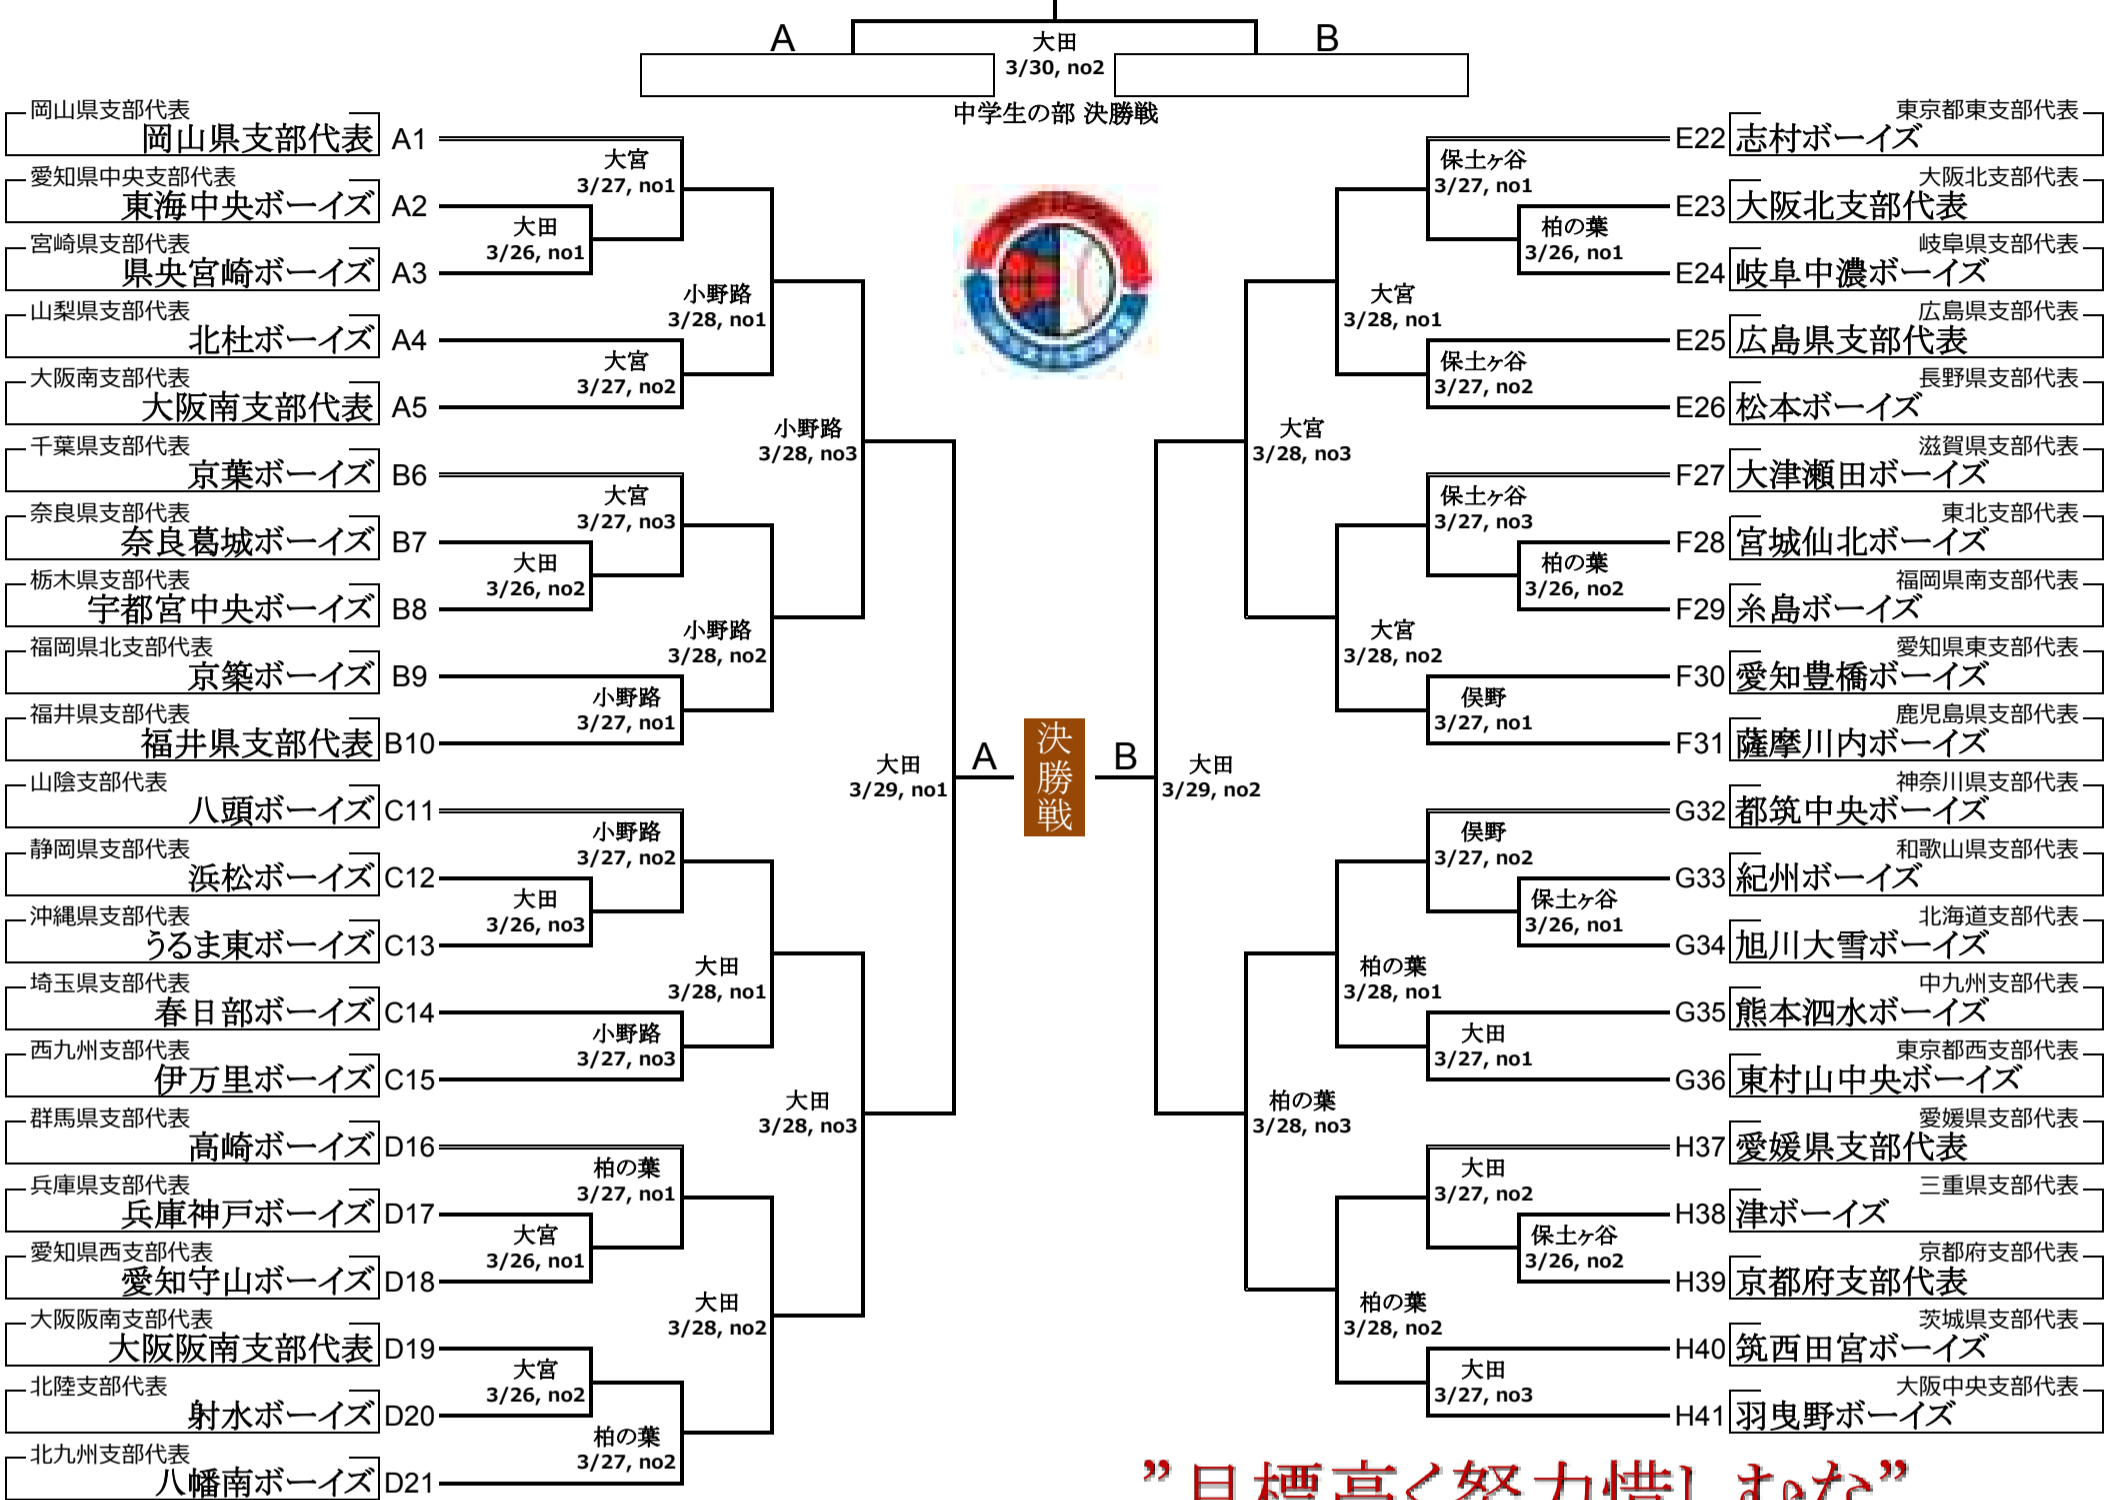 A
大田
3/30, no2
B
中学生の部 決勝戦
岡山県支部代表
岡山県支部代表 A1
愛知県中央支部代表
東海中央ボーイズ A2
宮崎県支部代表
県央宮崎ボーイズ A3
山梨県支部代表
北杜ボーイズ A4
大阪南支部代表
大阪南支部代表 A5
千葉県支部代表
京葉ボーイズ B6
奈良県支部代表
奈良葛城ボーイズ B7
栃木県支部代表
宇都宮中央ボーイズ B8
福岡県北支部代表
京築ボーイズ B9
福井県支部代表
福井県支部代表 B10
山陰支部代表
八頭ボーイズ C11
静岡県支部代表
浜松ボーイズ C12
沖縄県支部代表
うるま東ボーイズ C13
埼玉県支部代表
春日部ボーイズ C14
西九州支部代表
伊万里ボーイズ C15
群馬県支部代表
高崎ボーイズ D16
兵庫県支部代表
兵庫神戸ボーイズ D17
愛知県西支部代表
愛知守山ボーイズ D18
大阪阪南支部代表
大阪阪南支部代表 D19
北陸支部代表
射水ボーイズ D20
北九州支部代表
八幡南ボーイズ D21
大田
3/26, no1
大田
3/26, no2
大田
3/26, no3
大宮
3/26, no1
大宮
3/26, no2
大宮
3/27, no1
大宮
3/27, no2
大宮
3/27, no3
小野路
3/27, no1
小野路
3/27, no2
小野路
3/27, no3
柏の葉
3/27, no1
柏の葉
3/27, no2
小野路
3/28, no1
小野路
3/28, no2
大田
3/28, no1
大田
3/28, no2
小野路
3/28, no3
大田
3/28, no3
大田
3/29, no1
A
決勝戦
B
大田
3/29, no2
大宮
3/28, no3
柏の葉
3/28, no3
大宮
3/28, no1
大宮
3/28, no2
柏の葉
3/28, no1
柏の葉
3/28, no2
保土ヶ谷
3/27, no1
保土ヶ谷
3/27, no2
保土ヶ谷
3/27, no3
俣野
3/27, no1
俣野
3/27, no2
大田
3/27, no1
大田
3/27, no2
大田
3/27, no3
柏の葉
3/26, no1
柏の葉
3/26, no2
保土ヶ谷
3/26, no1
保土ヶ谷
3/26, no2
東京都東支部代表
E22 志村ボーイズ
大阪北支部代表
E23 大阪北支部代表
岐阜県支部代表
E24 岐阜中濃ボーイズ
広島県支部代表
E25 広島県支部代表
長野県支部代表
E26 松本ボーイズ
滋賀県支部代表
F27 大津瀬田ボーイズ
東北支部代表
F28 宮城仙北ボーイズ
福岡県南支部代表
F29 糸島ボーイズ
愛知県東支部代表
F30 愛知豊橋ボーイズ
鹿児島県支部代表
F31 薩摩川内ボーイズ
神奈川県支部代表
G32 都筑中央ボーイズ
和歌山県支部代表
G33 紀州ボーイズ
北海道支部代表
G34 旭川大雪ボーイズ
中九州支部代表
G35 熊本泗水ボーイズ
東京都西支部代表
G36 東村山中央ボーイズ
愛媛県支部代表
H37 愛媛県支部代表
三重県支部代表
H38 津ボーイズ
京都府支部代表
H39 京都府支部代表
茨城県支部代表
H40 筑西田宮ボーイズ
大阪中央支部代表
H41 羽曳野ボーイズ
”目標高く努力惜しまぬな”